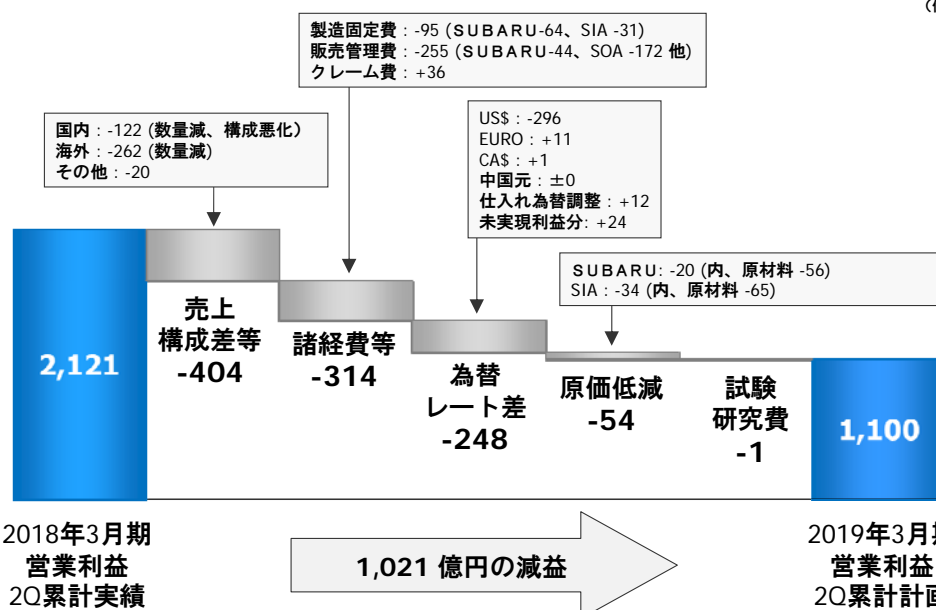 製造固定費：-95 (SUBARU-64、SIA -31)
販売管理費：-255 (SUBARU-44、SOA -172 他)
クレーム費：+36
国内：-122 (数量減、構成悪化）
海外：-262 (数量減)
その他：-20
US$：-296
EURO：+11
CA$：+1
中国元：±0
仕入れ為替調整：+12
未実現利益分: +24
SUBARU: -20 (内、原材料 -56)
SIA：-34 (内、原材料 -65)
2,121
売上
構成差等
-404
諸経費等
-314
為替
レート差
-248
原価低減
-54
試験
研究費
-1
1,100
2018年3月期
営業利益
2Q累計実績
1,021 億円の減益
2019年3月期
営業利益
2Q累計計画